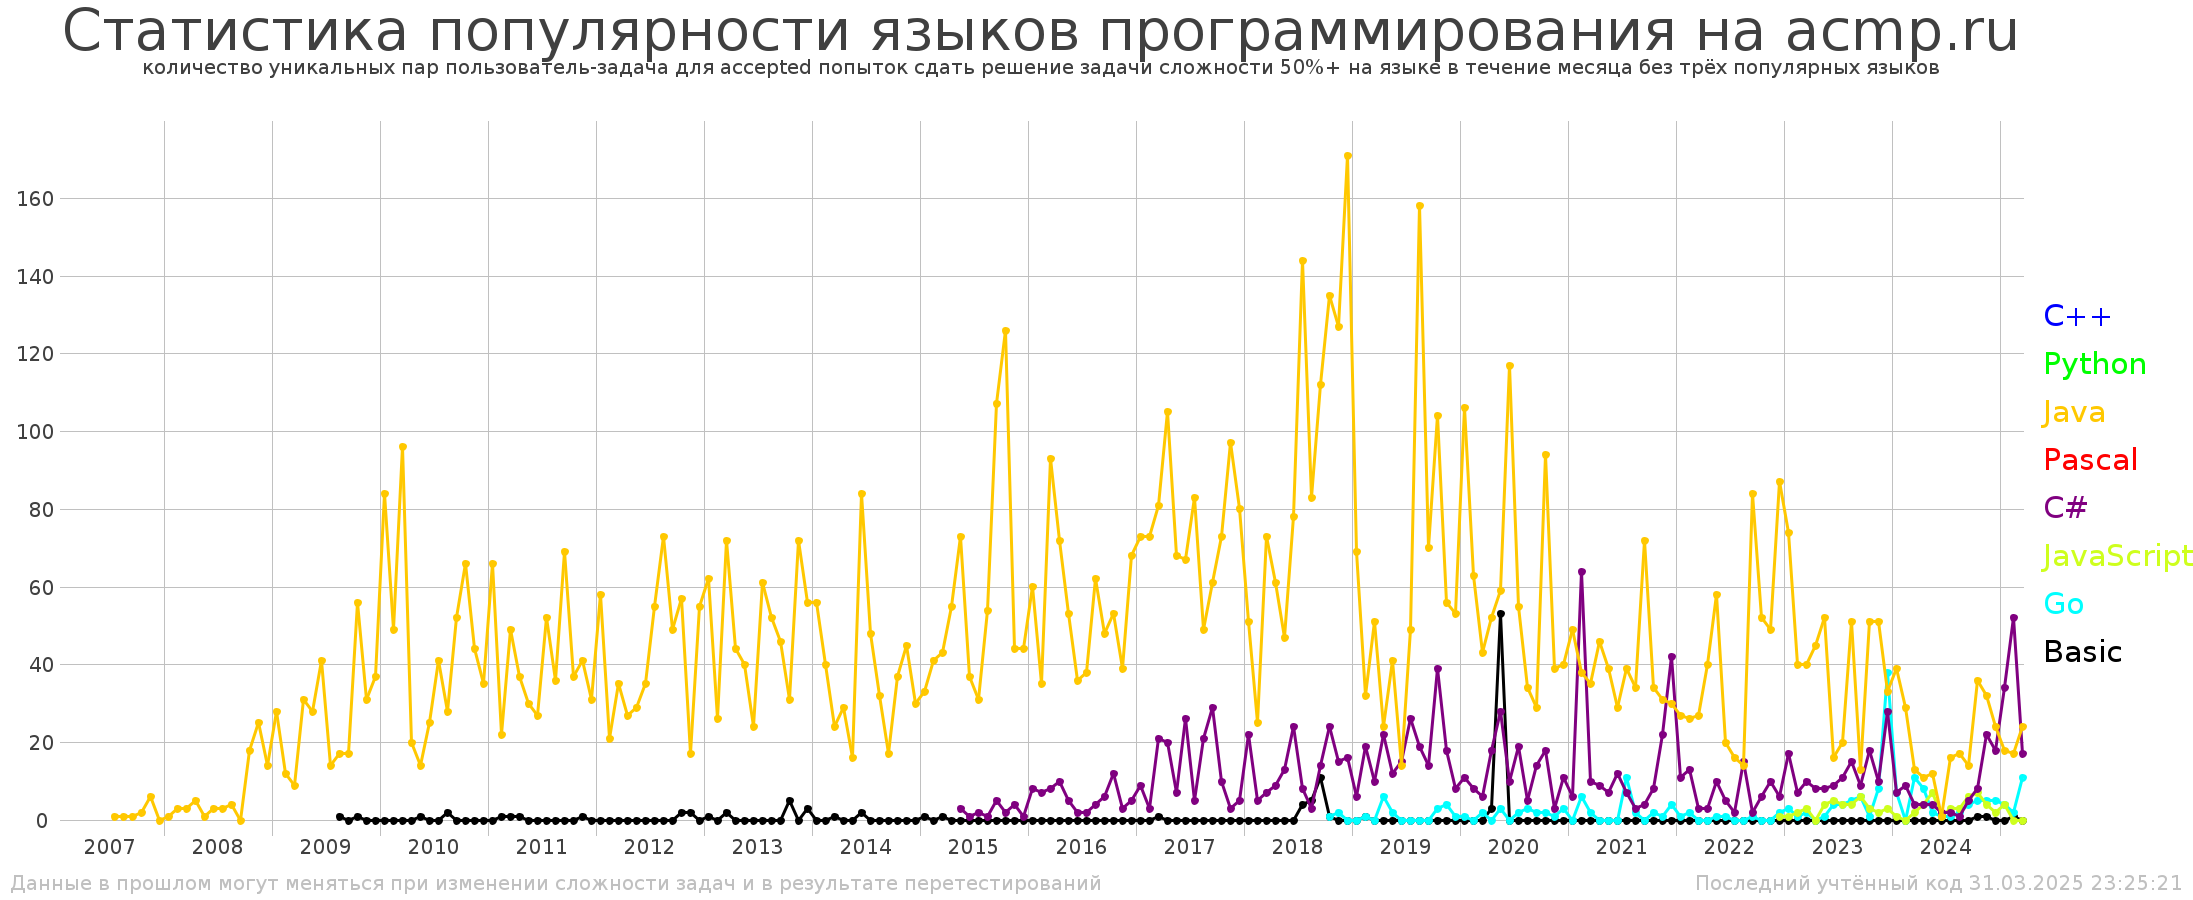 Статистика популярности языков программирования на acmp.ru
количество уникальных пар пользователь-задача для accepted попыток сдать решение задачи сложности 50%+ на языке в течение месяца без трёх популярных языков
160
140
120
100
80
60
40
20
0
C++
Python
Java
Pascal
C#
JavaScript
Go
Basic
2007 2008 2009 2010 2011 2012 2013 2014 2015 2016 2017 2018 2019 2020 2021 2022 2023 2024
Данные в прошлом могут меняться при изменении сложности задач и в результате перетестирований
Последний учтённый код 31.03.2025 23:25:21